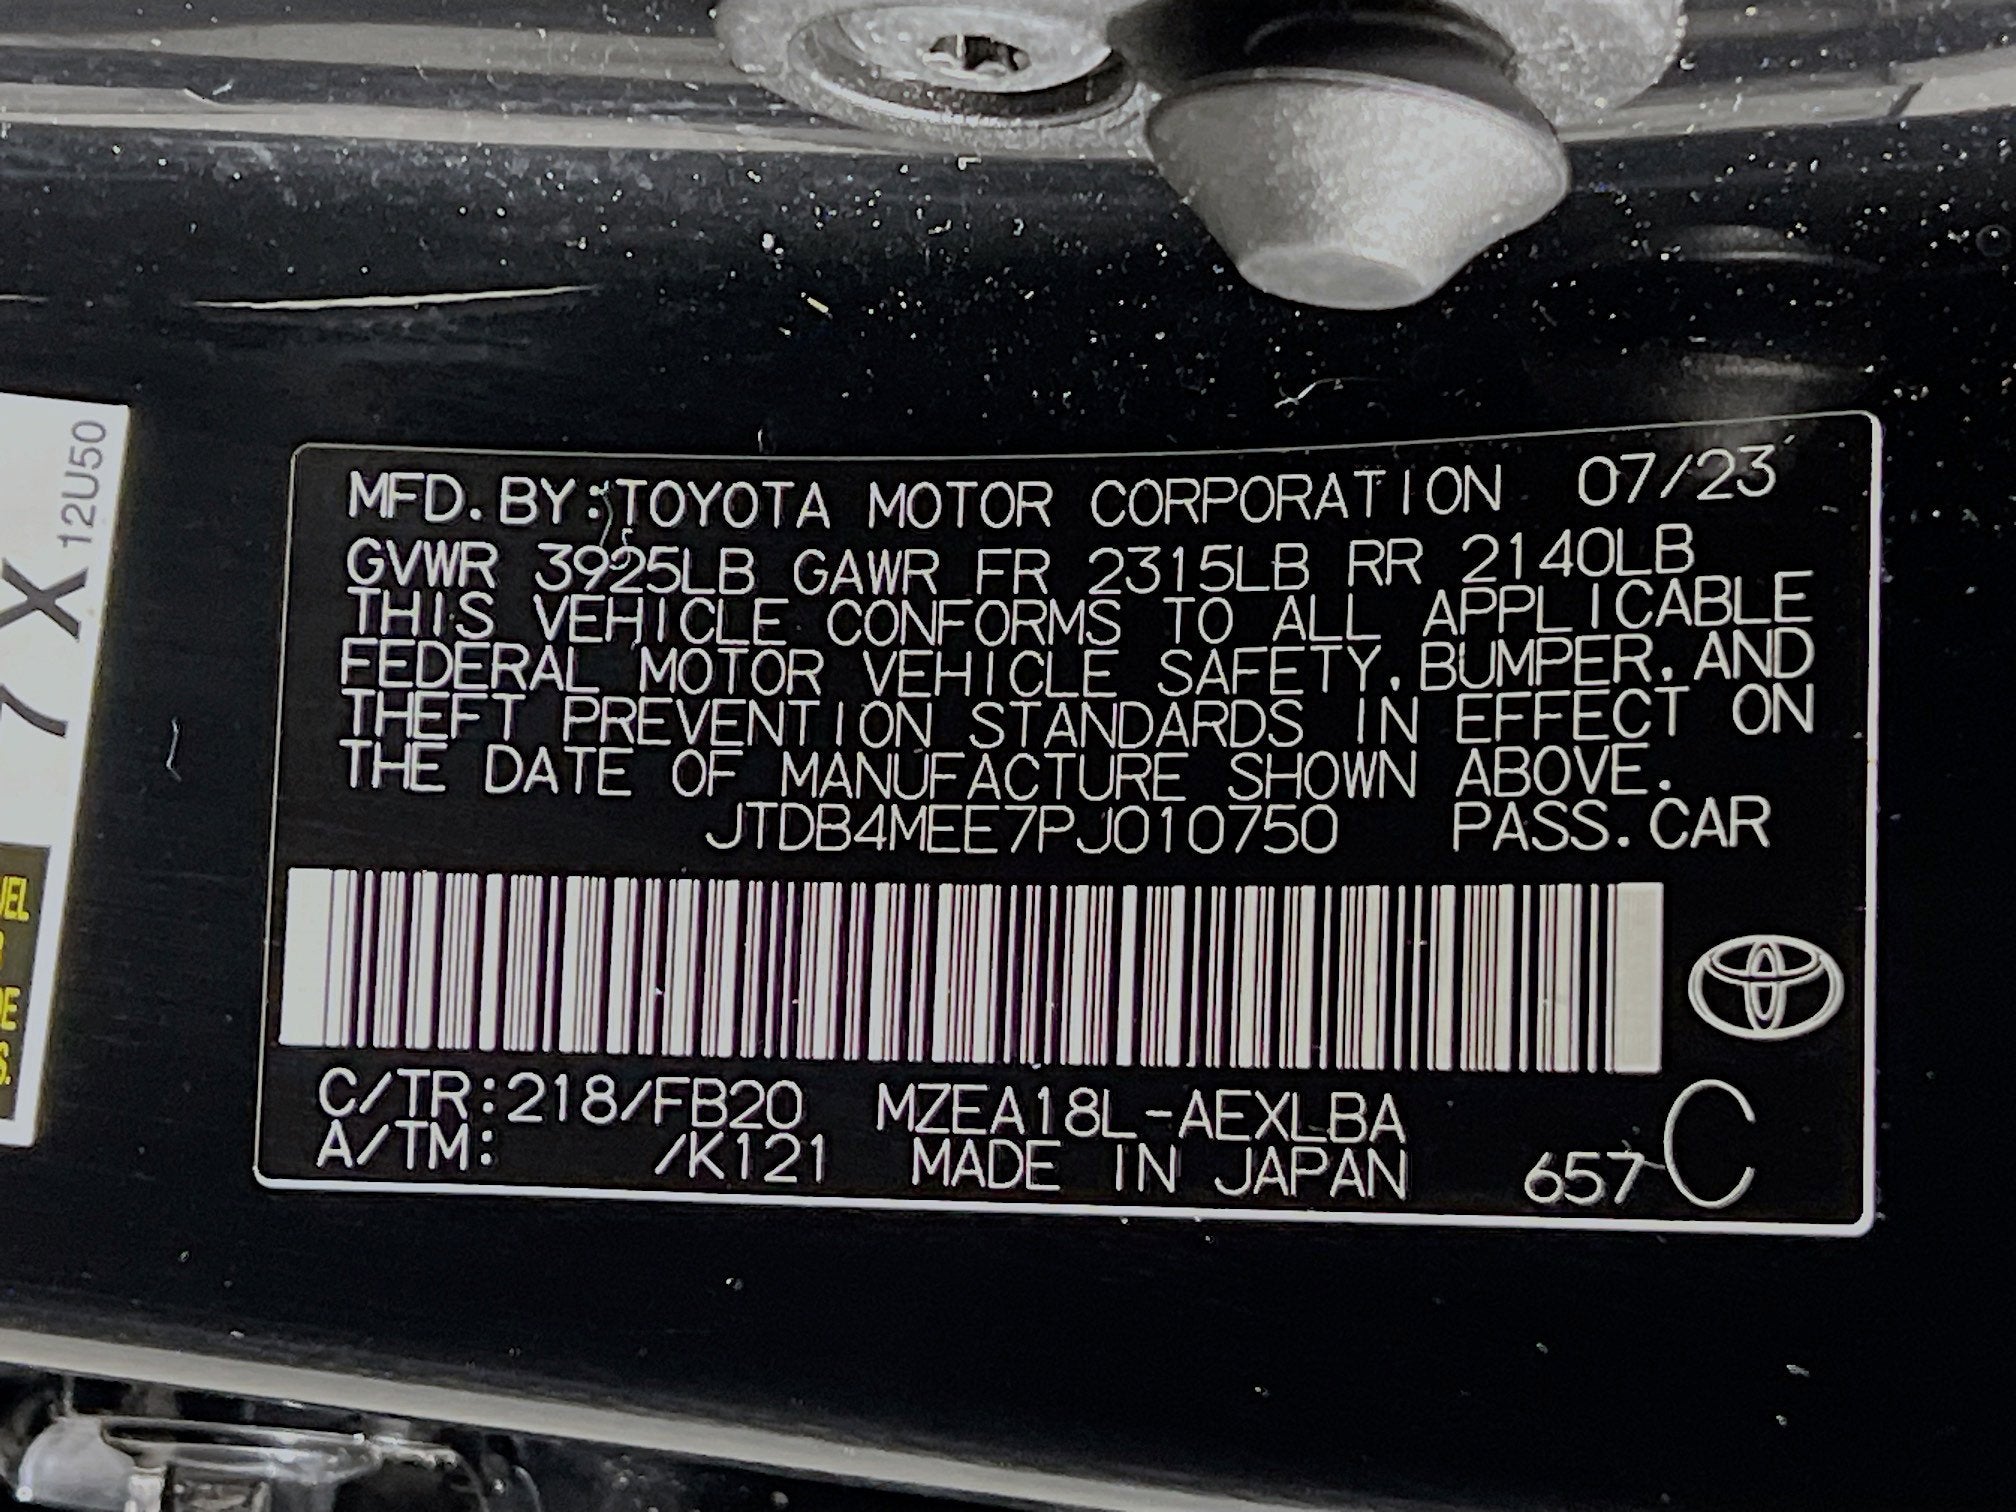 MFD. BY:TOYOTA MOTOR CORPORATION 07/23
GVWR 3925LB GAWR FR 2315LB RR 2140LB
THIS VEHICLE CONFORMS TO ALL APPLICABLE
FEDERAL MOTOR VEHICLE SAFETY, BUMPER, AND
THEFT PREVENTION STANDARDS IN EFFECT ON
THE DATE OF MANUFACTURE SHOWN ABOVE.
JTDB4MEE7PJ010750 PASS. CAR
C/TR:218/FB20 MZEA18L-AEXLBA
A/TM: /K121 MADE IN JAPAN 657 C
7X
12U50